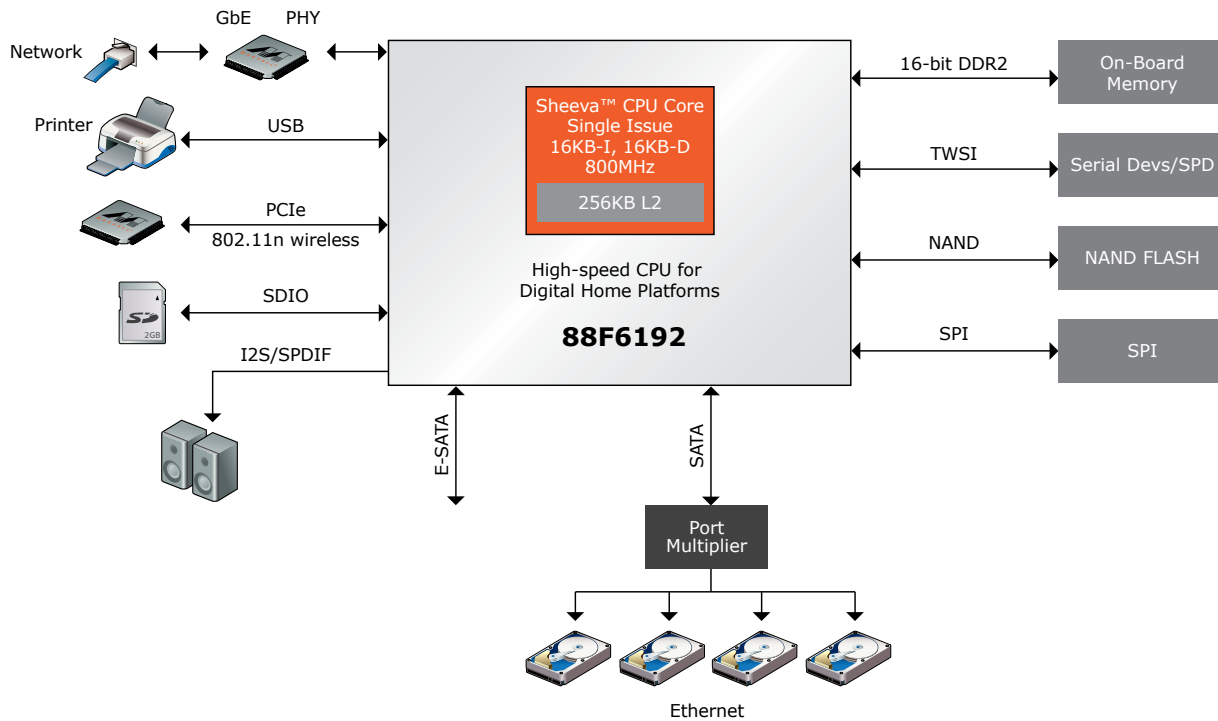 GbE PHY
Network
Printer
USB
PCIe
802.11n wireless
SDIO
2GB
I2S/SPDIF
Sheeva™ CPU Core
Single Issue
16KB-I, 16KB-D
800MHz
256KB L2
High-speed CPU for
Digital Home Platforms
88F6192
16-bit DDR2
On-Board
Memory
TWSI
Serial Devs/SPD
NAND
NAND FLASH
SPI
SPI
E-SATA
SATA
Port
Multiplier
Ethernet